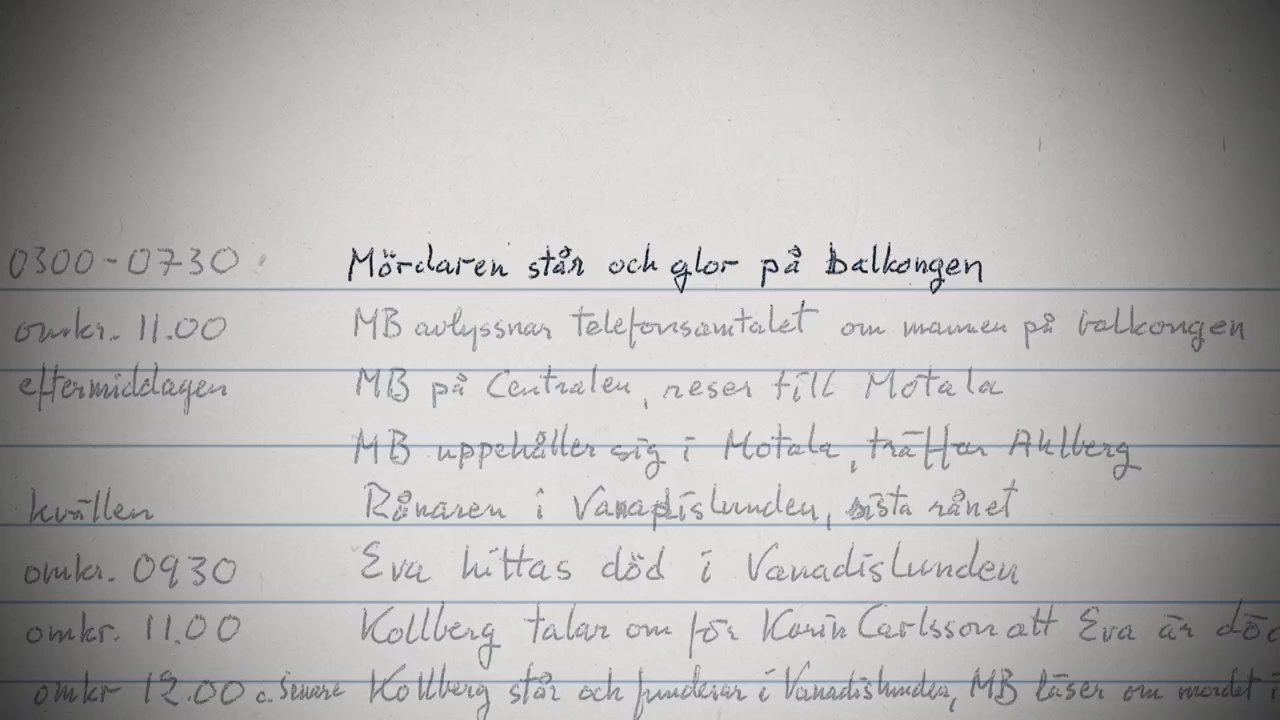 0300-0730 Mördaren står och glor på balkongen
omkr. 11.00 MB avlyssnar telefonsamtalet om mannen på balkongen
eftermiddagen MB på Centralen, reser till Motala
MB uppehåller sig i Motala, träffar Ahlberg
kvällen Rånaren i Vanadislunden, sista rånet
omkr. 0930 Eva hittas död i Vanadislunden
omkr. 11.00 Kollberg talar om för Karin Carlsson att Eva är dö
omkr 12.00 o. senare Kollberg står och funderar i Vanadislunden, MB läser om mordet i